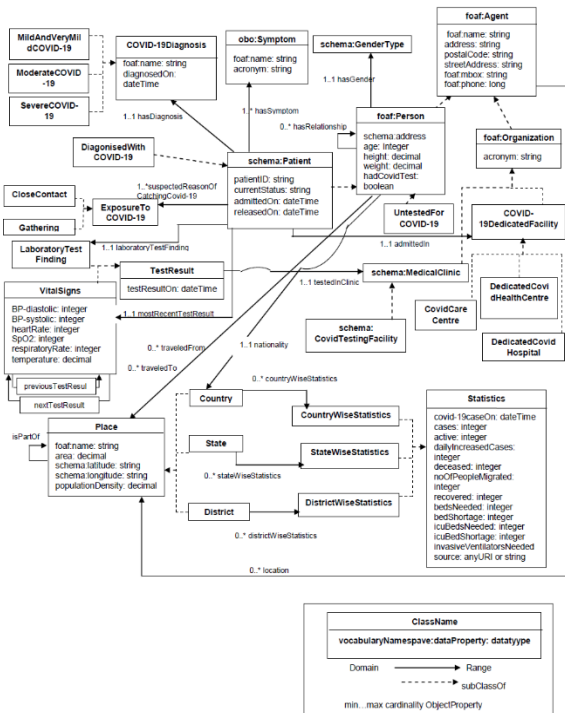 MildAndVeryMil
dCOVID-19
ModerateCOVID
-19
SevereCOVID-
19
COVID-19Diagnosis
foaf:name: string
diagnosedOn:
dateTime
obo:Symptom
foaf:name: string
acronym: string
schema:GenderType
foaf:Agent
foaf:name: string
address: string
postalCode: string
streetAddress: string
foaf:mbox: string
foaf:phone: long
1..1 hasDiagnosis
1..* hasSymptom
1..1 hasGender
0..* hasRelationship
foaf:Person
schema:address
age: integer
height: decimal
weight: decimal
hadCovidTest:
boolean
foaf:Organization
acronym: string
DiagonisedWith
COVID-19
schema:Patient
patientID: string
currentStatus: string
admittedOn: dateTime
releasedOn: dateTime
CloseContact
Gathering
ExposureTo
COVID-19
1..*suspectedReasonOf
CatchingCovid-19
UntestedFor
COVID-19
COVID-
19DedicatedFacility
LaboratoryTest
Finding
1..1 laboratoryTestFinding
1..1 admittedIn
TestResult
testResultOn: dateTime
1..1 testedInClinic
schema:MedicalClinic
VitalSigns
BP-diastolic: integer
BP-systolic: integer
heartRate: integer
SpO2: integer
respiratoryRate: integer
temperature: decimal
1..1 mostRecentTestResult
schema:
CovidTestingFacility
CovidCare
Centre
DedicatedCovi
dHealthCentre
DedicatedCovid
Hospital
previousTestResul
nextTestResult
0..* traveledFrom
0..* traveledTo
1..1 nationality
0..* countryWiseStatistics
Country
CountryWiseStatistics
State
StateWiseStatistics
0..* stateWiseStatistics
District
DistrictWiseStatistics
0..* districtWiseStatistics
isPartOf
Place
foaf:name: string
area: decimal
schema:latitude: string
schema:longitude: string
populationDensity: decimal
Statistics
covid-19caseOn: dateTime
cases: integer
active: integer
dailyIncreasedCases:
integer
deceased: integer
noOfPeopleMigrated:
integer
recovered: integer
bedsNeeded: integer
bedShortage: integer
icuBedsNeeded: integer
icuBedShortage: integer
invasiveVentilatorsNeeded
source: anyURI or string
0..* location
ClassName
vocabularyNamespave:dataProperty: datatyype
Domain
Range
subClassOf
min...max cardinality ObjectProperty